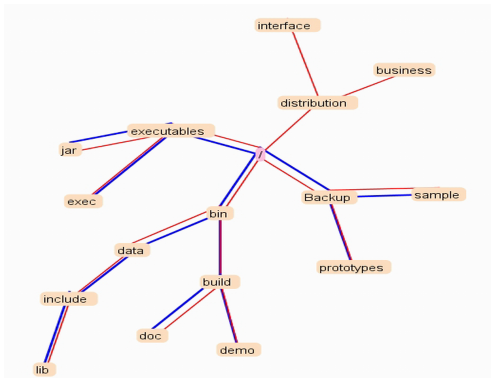 interface
business
distribution
executables
jar
/
exec
Backup
sample
bin
data
prototypes
build
include
doc
demo
lib